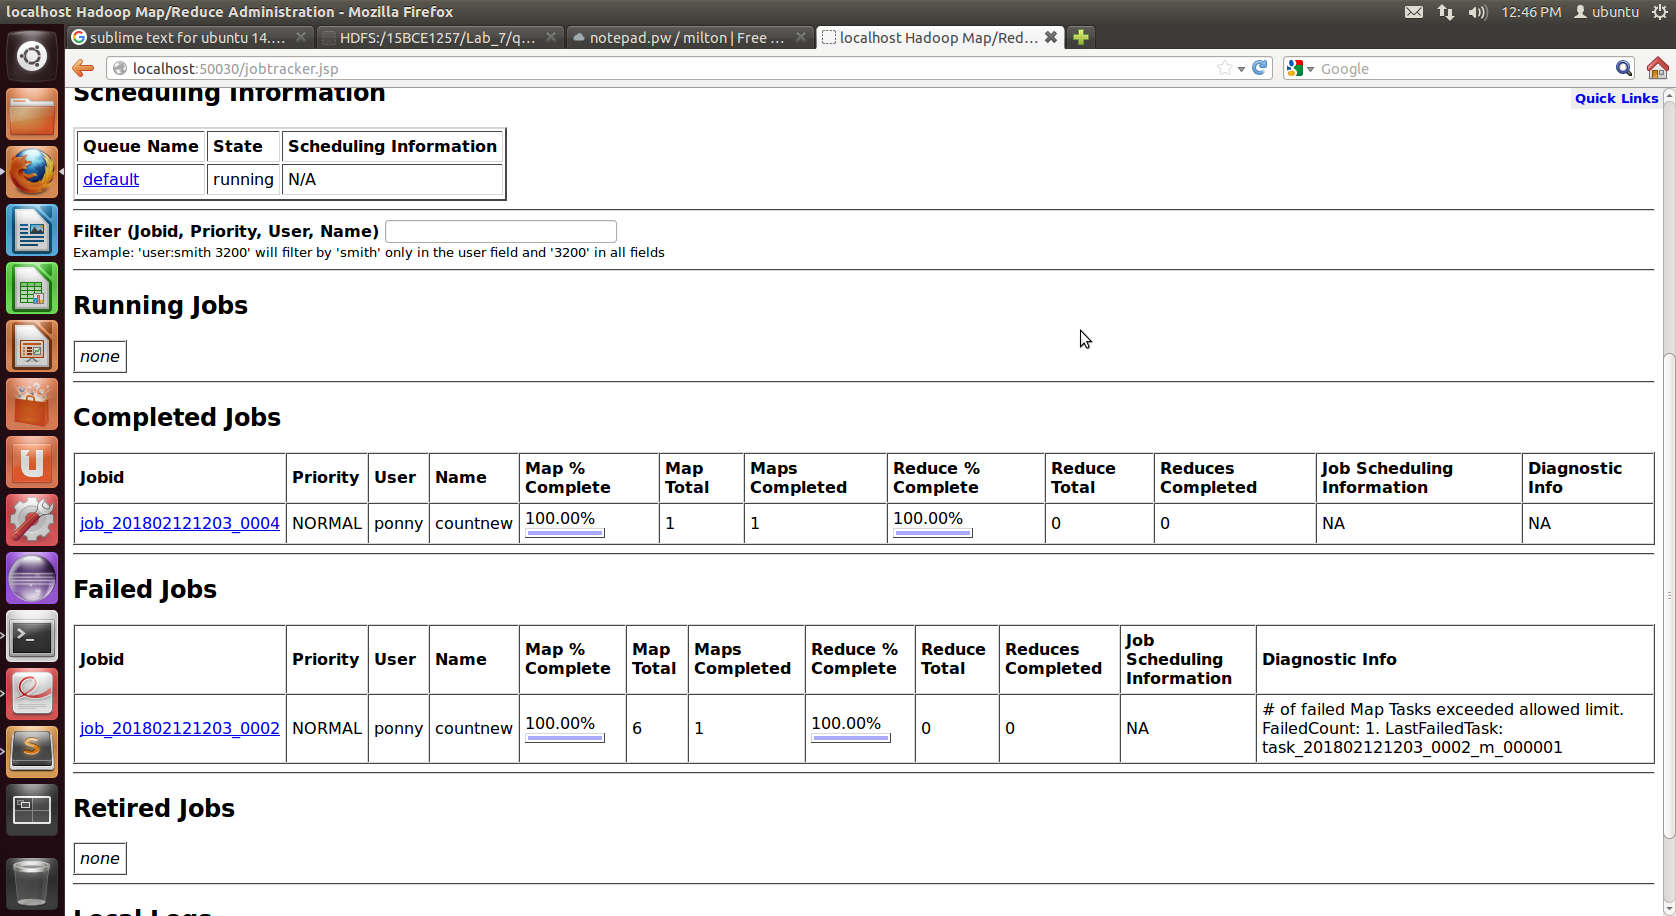 localhost Hadoop Map/Reduce Administration - Mozilla Firefox
12:46 PM ubuntu
sublime text for ubuntu 14.... HDFS:/15BCE1257/Lab_7/q... notepad.pw / milton | Free ... localhost Hadoop Map/Red...
localhost:50030/jobtracker.jsp Google
Scheduling Information
Quick Links
Queue Name State Scheduling Information
default running N/A
Filter (Jobid, Priority, User, Name)
Example: 'user:smith 3200' will filter by 'smith' only in the user field and '3200' in all fields
Running Jobs
none
Completed Jobs
Jobid Priority User Name Map % Complete Map Total Maps Completed Reduce % Complete Reduce Total Reduces Completed Job Scheduling Information Diagnostic Info
job_201802121203_0004 NORMAL ponny countnew 100.00% 1 1 100.00% 0 0 NA NA
Failed Jobs
Jobid Priority User Name Map % Complete Map Total Maps Completed Reduce % Complete Reduce Total Reduces Completed Job Scheduling Information Diagnostic Info
job_201802121203_0002 NORMAL ponny countnew 100.00% 6 1 100.00% 0 0 NA # of failed Map Tasks exceeded allowed limit. FailedCount: 1. LastFailedTask: task_201802121203_0002_m_000001
Retired Jobs
none
Local Logs